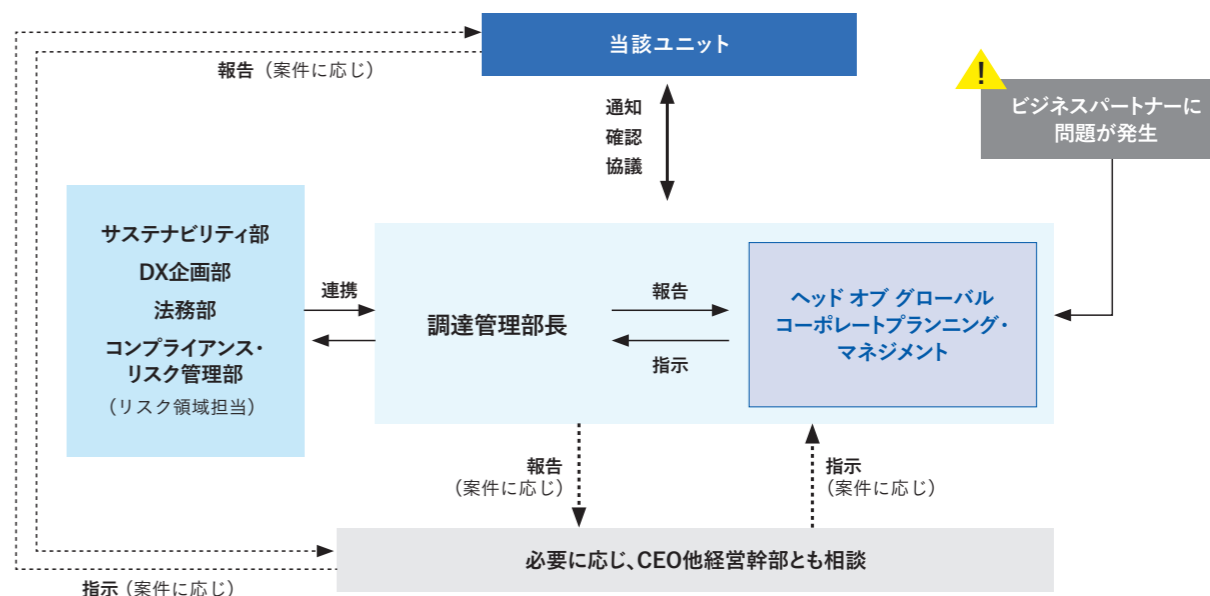 当該ユニット
報告（案件に応じ）
!
ビジネスパートナーに
問題が発生
通知
確認
協議
サステナビリティ部
DX企画部
法務部
コンプライアンス・
リスク管理部
（リスク領域担当）
連携
調達管理部長
報告
指示
ヘッド オブ グローバル
コーポレートプランニング・
マネジメント
報告
（案件に応じ）
指示
（案件に応じ）
必要に応じ、CEO他経営幹部とも相談
指示（案件に応じ）